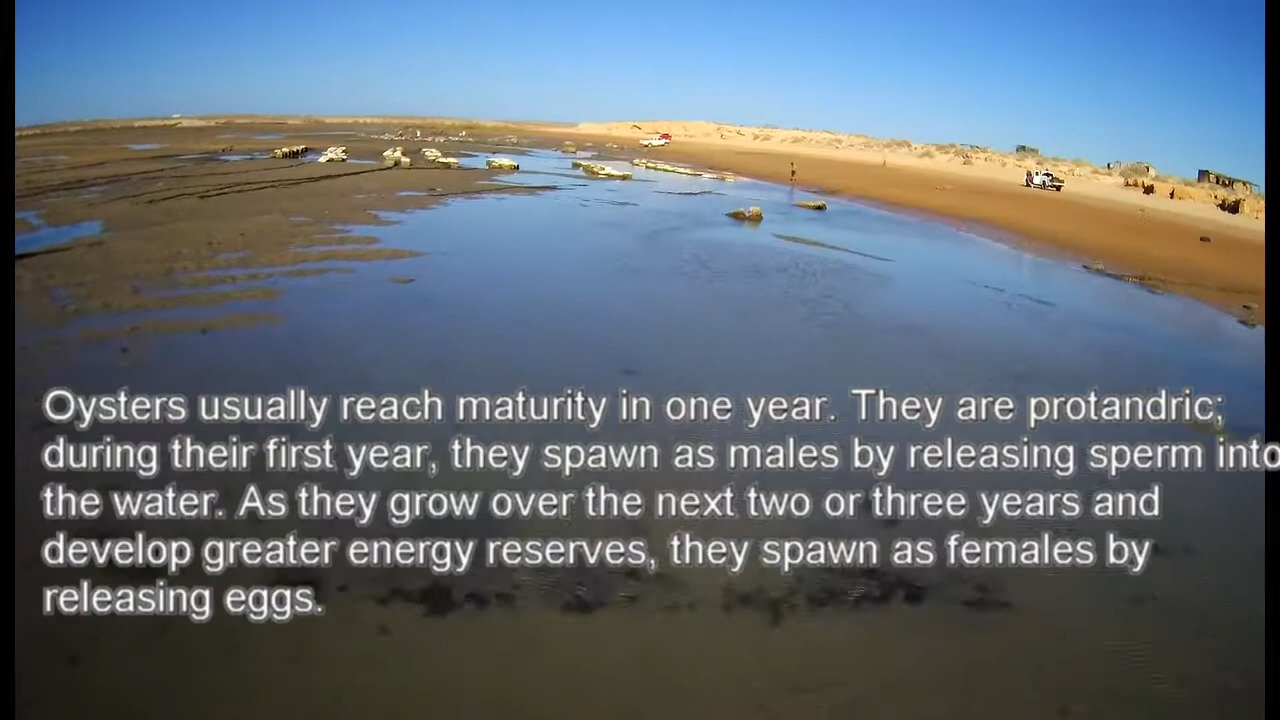 Oysters usually reach maturity in one year. They are protandric;
during their first year, they spawn as males by releasing sperm into
the water. As they grow over the next two or three years and
develop greater energy reserves, they spawn as females by
releasing eggs.